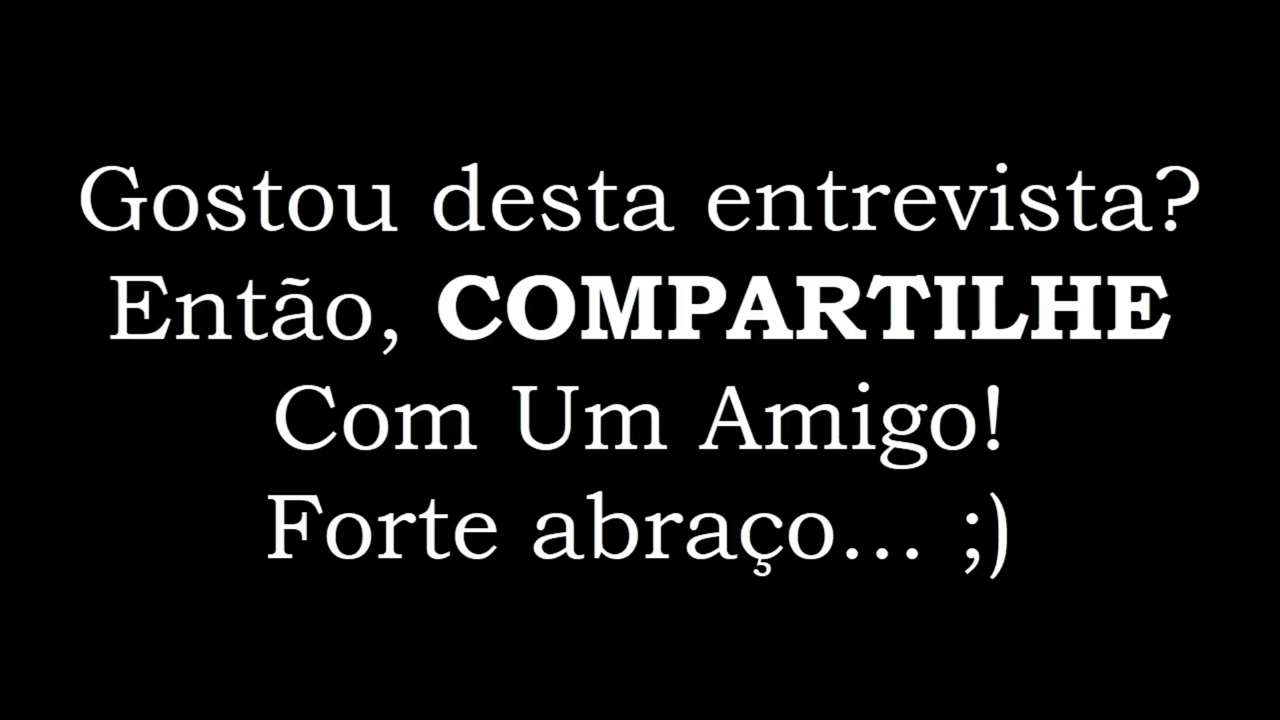 Gostou desta entrevista?
Então, COMPARTILHE
Com Um Amigo!
Forte abraço... ;)